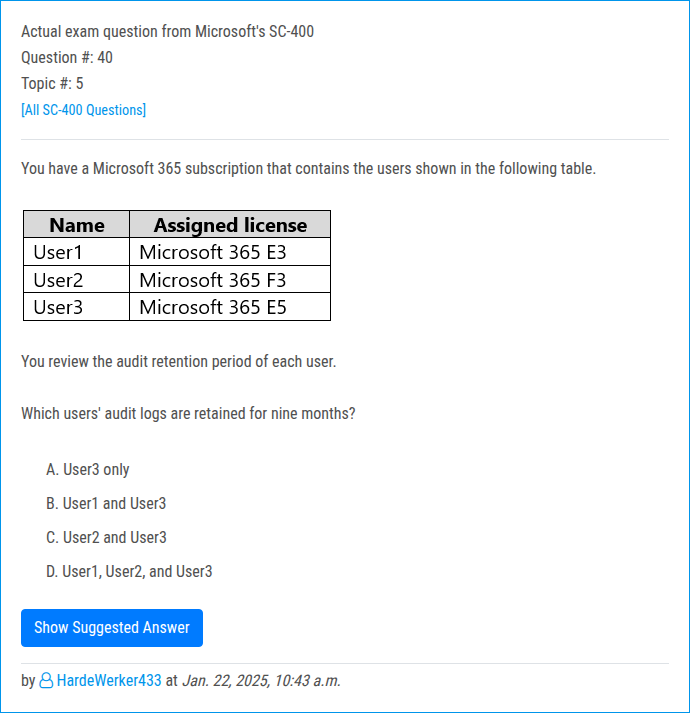 Actual exam question from Microsoft's SC-400
Question #: 40
Topic #: 5
[All SC-400 Questions]
You have a Microsoft 365 subscription that contains the users shown in the following table.
Name Assigned license
User1 Microsoft 365 E3
User2 Microsoft 365 F3
User3 Microsoft 365 E5
You review the audit retention period of each user.
Which users' audit logs are retained for nine months?
A. User3 only
B. User1 and User3
C. User2 and User3
D. User1, User2, and User3
Show Suggested Answer
by HardeWerker433 at Jan. 22, 2025, 10:43 a.m.